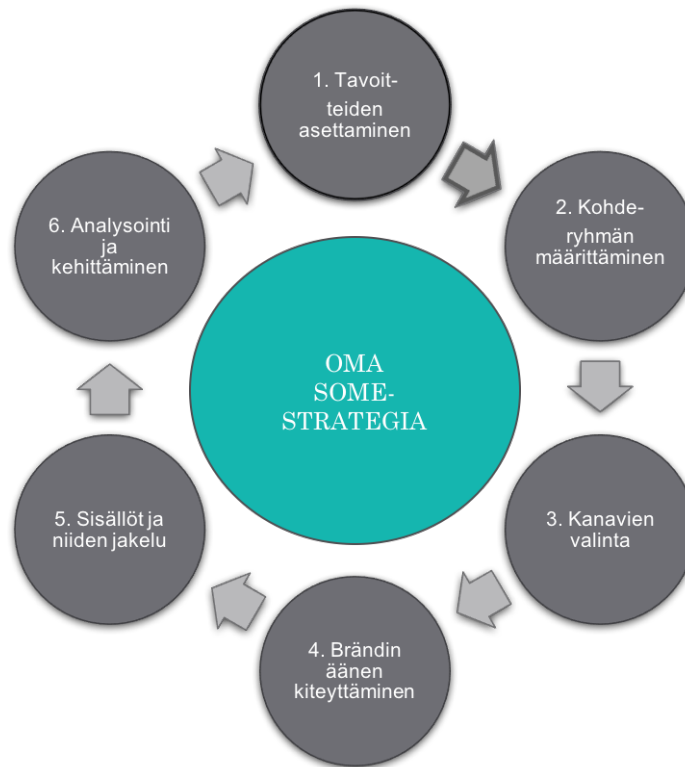 1. Tavoit-
teiden
asettaminen
2. Kohde-
ryhmän
määrittäminen
3. Kanavien
valinta
4. Brändin
äänen
kiteyttäminen
5. Sisällöt ja
niiden jakelu
6. Analysointi
ja
kehittäminen
OMA
SOME-
STRATEGIA